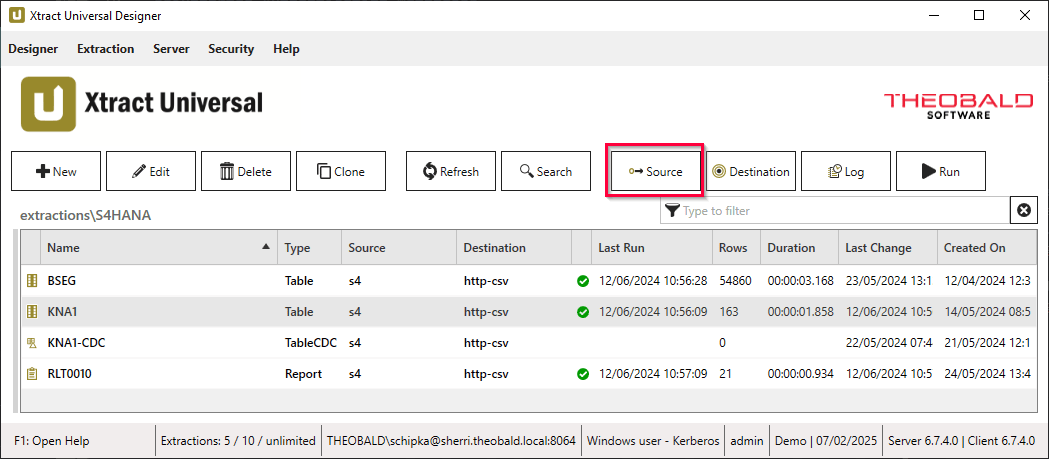 Xtract Universal Designer
Designer Extraction Server Security Help
Xtract Universal
THEOBALD
SOFTWARE
New Edit Delete Clone Refresh Search Source Destination Log Run
extractions\S4HANA
Type to filter
Name Type Source Destination Last Run Rows Duration Last Change Created On
BSEG Table s4 http-csv 12/06/2024 10:56:28 54860 00:00:03.168 23/05/2024 13:1 12/04/2024 12:3
KNA1 Table s4 http-csv 12/06/2024 10:56:09 163 00:00:01.858 12/06/2024 10:5 14/05/2024 08:5
KNA1-CDC TableCDC s4 http-csv 0 22/05/2024 07:4 21/05/2024 12:1
RLT0010 Report s4 http-csv 12/06/2024 10:57:09 21 00:00:00.934 12/06/2024 10:5 24/05/2024 13:4
F1: Open Help Extractions: 5 / 10 / unlimited THEOBALD\schipka@sherri.theobald.local:8064 Windows user - Kerberos admin Demo | 07/02/2025 Server 6.7.4.0 | Client 6.7.4.0